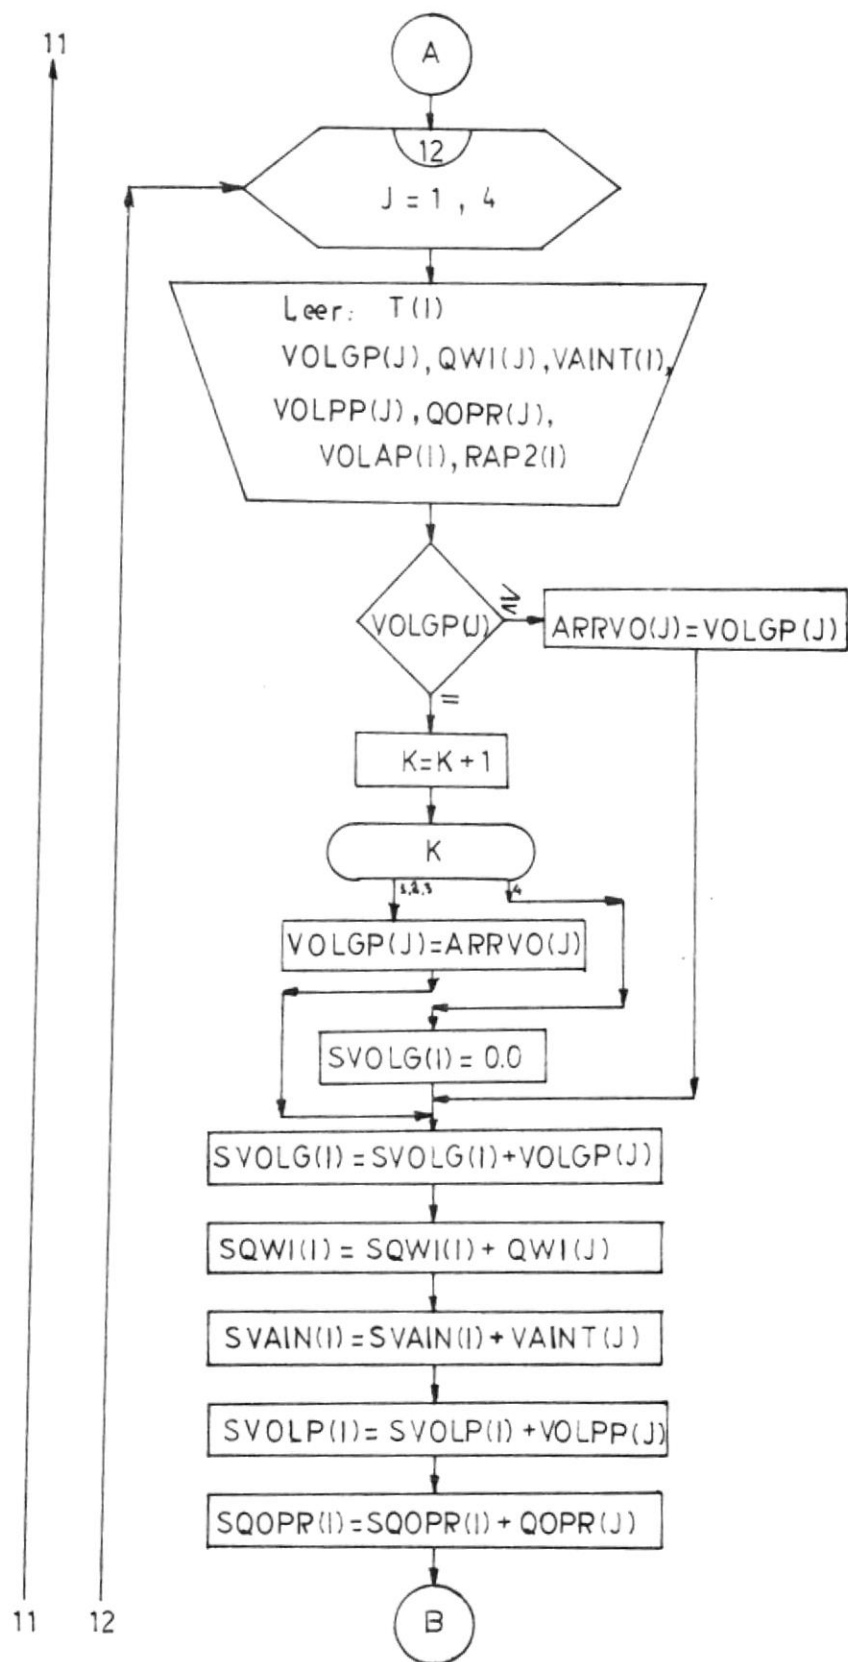 11
A
12
J = 1 , 4
Leer: T(I)
VOLGP(J), QWI(J), VAINT(I),
VOLPP(J), QOPR(J),
VOLAP(I), RAP2(I)
VOLGP(J)
ARRVO(J)=VOLGP(J)
=
K=K+1
K
1,2,3
4
VOLGP(J)=ARRVO(J)
SVOLG(I)= 0.0
SVOLG(I)=SVOLG(I)+VOLGP(J)
SQWI(I)= SQWI(I)+ QWI(J)
SVAIN(I)=SVAIN(I)+VAINT(J)
SVOLP(I)= SVOLP(I)+VOLPP(J)
SQOPR(I)=SQOPR(I)+ QOPR(J)
11
12
B